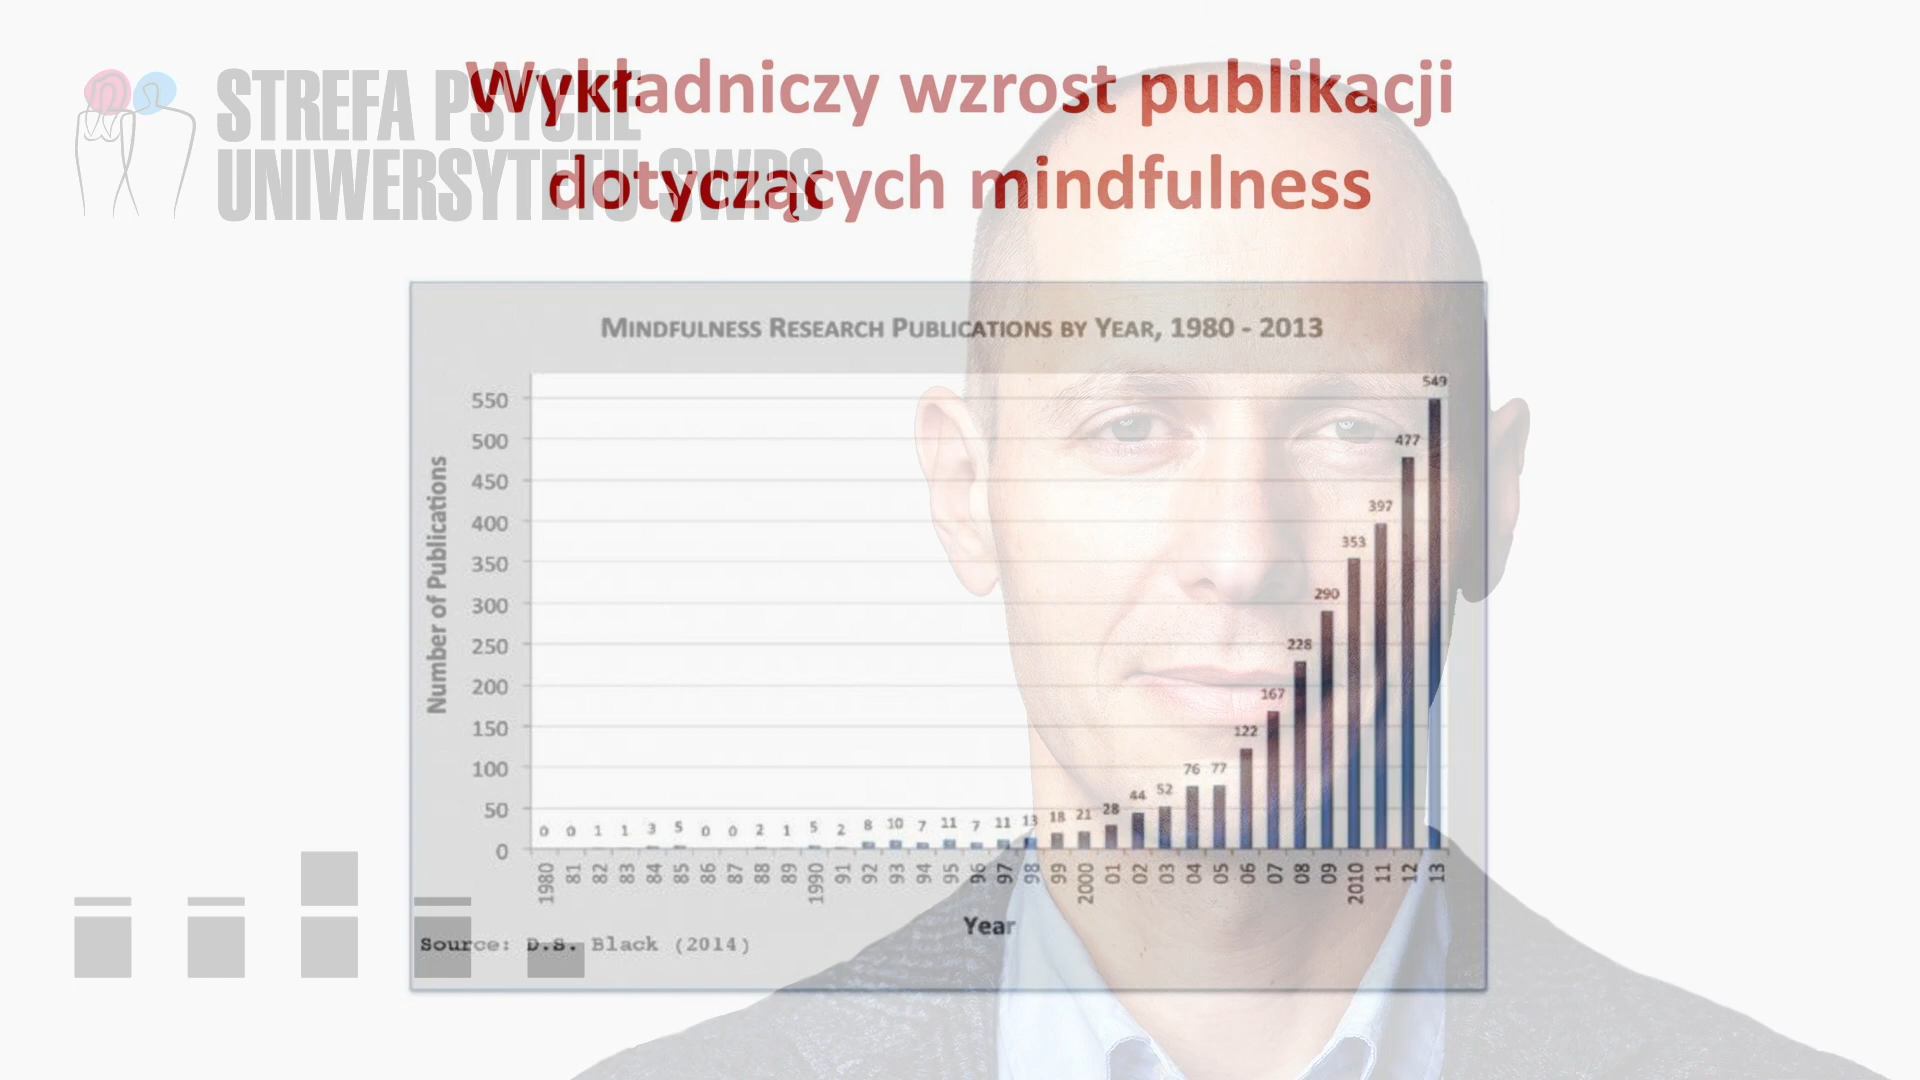 STREFA PSYCHE
UNIWERSYTETU SWPS
Wykładniczy wzrost publikacji
dotyczących mindfulness
MINDFULNESS RESEARCH PUBLICATIONS BY YEAR, 1980 - 2013
Number of Publications
550
500
450
400
350
300
250
200
150
100
50
0
0 0 1 1 3 5 0 0 2 1 5 2 8 10 7 11 7 11 13 18 21 28 44 52 76 77 122 167 228 290 353 397 477 549
1980 81 82 83 84 85 86 87 88 89 1990 91 92 93 94 95 96 97 98 99 2000 01 02 03 04 05 06 07 08 09 2010 11 12 13
Year
Source: D.S. Black (2014)